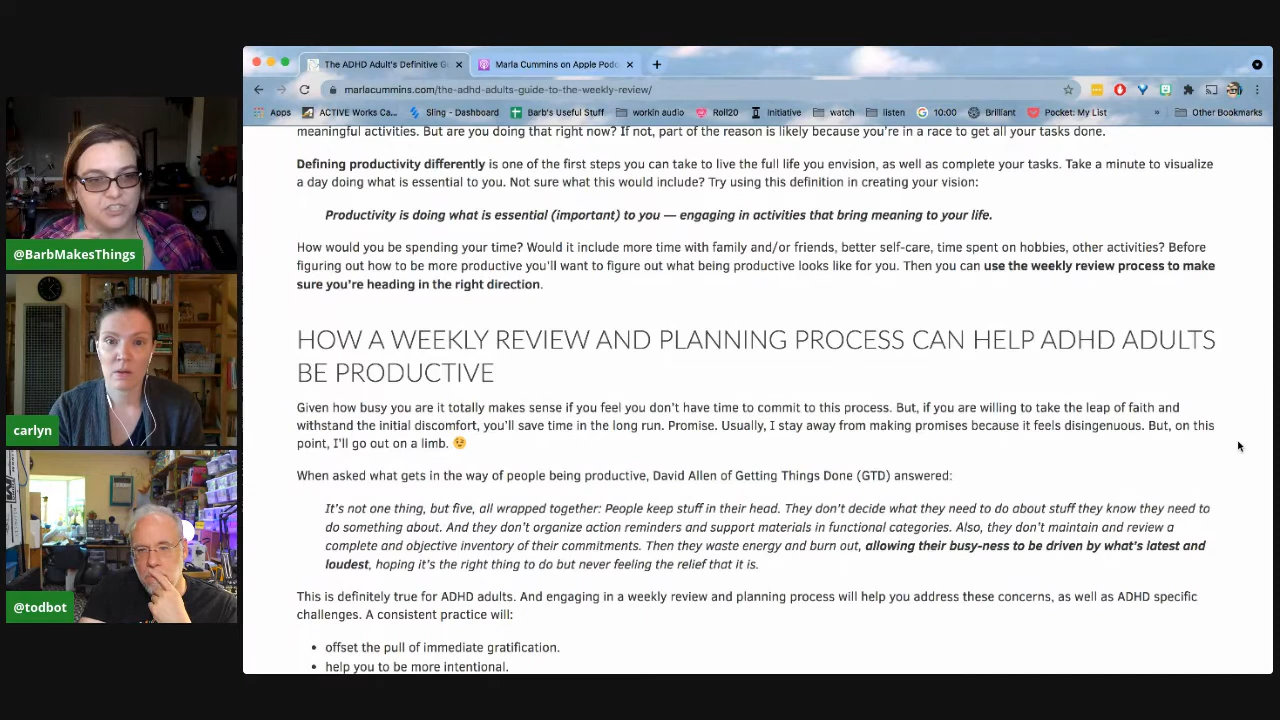 The ADHD Adult's Definitive G
Marla Cummins on Apple Podc
marlacummins.com/the-adhd-adults-guide-to-the-weekly-review/
Apps
ACTIVE Works Ca...
Sling - Dashboard
Barb's Useful Stuff
workin audio
Roll20
Initiative
watch
listen
10:00
Brilliant
Pocket: My List
»
Other Bookmarks
meaningful activities. But are you doing that right now? If not, part of the reason is likely because you're in a race to get all your tasks done.
Defining productivity differently is one of the first steps you can take to live the full life you envision, as well as complete your tasks. Take a minute to visualize
a day doing what is essential to you. Not sure what this would include? Try using this definition in creating your vision:
Productivity is doing what is essential (important) to you — engaging in activities that bring meaning to your life.
How would you be spending your time? Would it include more time with family and/or friends, better self-care, time spent on hobbies, other activities? Before
figuring out how to be more productive you'll want to figure out what being productive looks like for you. Then you can use the weekly review process to make
sure you're heading in the right direction.
HOW A WEEKLY REVIEW AND PLANNING PROCESS CAN HELP ADHD ADULTS
BE PRODUCTIVE
Given how busy you are it totally makes sense if you feel you don't have time to commit to this process. But, if you are willing to take the leap of faith and
withstand the initial discomfort, you'll save time in the long run. Promise. Usually, I stay away from making promises because it feels disingenuous. But, on this
point, I'll go out on a limb. 😉
When asked what gets in the way of people being productive, David Allen of Getting Things Done (GTD) answered:
It's not one thing, but five, all wrapped together: People keep stuff in their head. They don't decide what they need to do about stuff they know they need to
do something about. And they don't organize action reminders and support materials in functional categories. Also, they don't maintain and review a
complete and objective inventory of their commitments. Then they waste energy and burn out, allowing their busy-ness to be driven by what's latest and
loudest, hoping it's the right thing to do but never feeling the relief that it is.
This is definitely true for ADHD adults. And engaging in a weekly review and planning process will help you address these concerns, as well as ADHD specific
challenges. A consistent practice will:
• offset the pull of immediate gratification.
• help you to be more intentional.
@BarbMakesThings
carlyn
@todbot